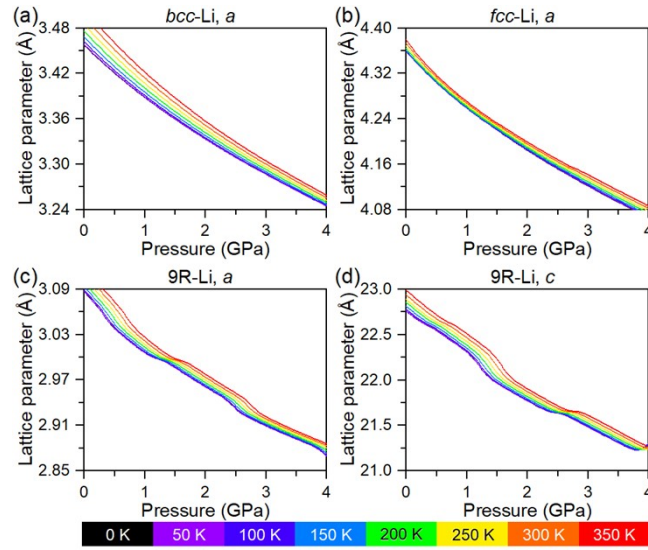 (a) bcc-Li, a
Lattice parameter (Å)
3.48
3.42
3.36
3.30
3.24
0 1 2 3 4
Pressure (GPa)
(b) fcc-Li, a
Lattice parameter (Å)
4.40
4.32
4.24
4.16
4.08
0 1 2 3 4
Pressure (GPa)
(c) 9R-Li, a
Lattice parameter (Å)
3.09
3.03
2.97
2.91
2.85
0 1 2 3 4
Pressure (GPa)
(d) 9R-Li, c
Lattice parameter (Å)
23.0
22.5
22.0
21.5
21.0
0 1 2 3 4
Pressure (GPa)
0 K 50 K 100 K 150 K 200 K 250 K 300 K 350 K